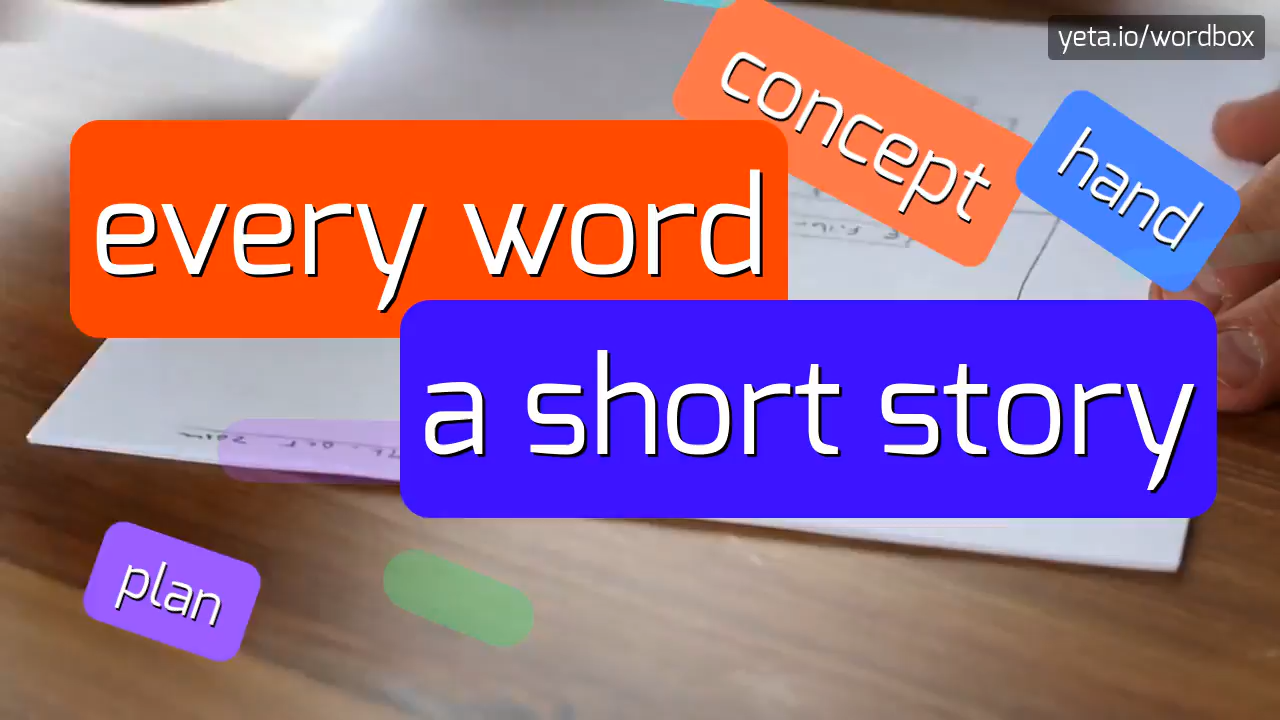 yeta.io/wordbox
concept
hand
every word
a short story
plan